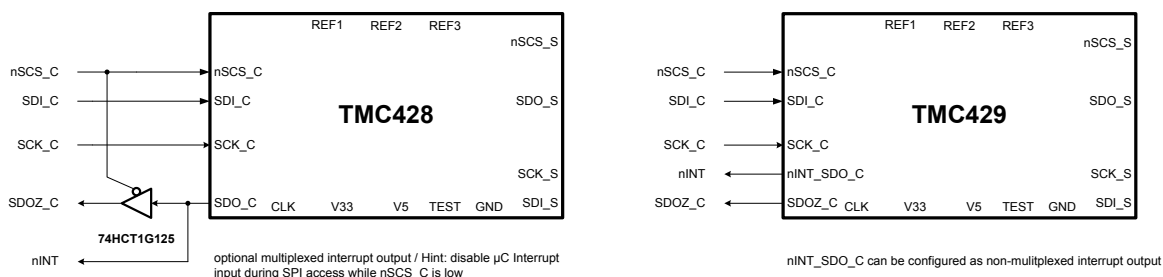 REF1 REF2 REF3
nSCS_S
nSCS_C nSCS_C
SDI_C SDI_C SDO_S
TMC428
SCK_C SCK_C
SCK_S
SDOZ_C SDO_C CLK V33 V5 TEST GND SDI_S
74HCT1G125
nINT
optional multiplexed interrupt output / Hint: disable µC Interrupt
input during SPI access while nSCS_C is low
REF1 REF2 REF3
nSCS_S
nSCS_C nSCS_C
SDI_C SDI_C SDO_S
TMC429
SCK_C SCK_C
nINT nINT_SDO_C SCK_S
SDOZ_C SDOZ_C CLK V33 V5 TEST GND SDI_S
nINT_SDO_C can be configured as non-mulitplexed interrupt output